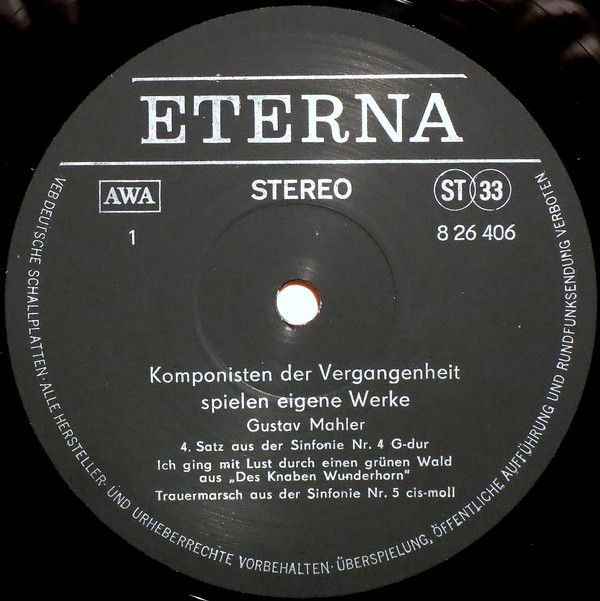 ETERNA
AWA
STEREO
ST 33
1
8 26 406
Komponisten der Vergangenheit
spielen eigene Werke
Gustav Mahler
4. Satz aus der Sinfonie Nr. 4 G-dur
Ich ging mit Lust durch einen grünen Wald
aus „Des Knaben Wunderhorn“
Trauermarsch aus der Sinfonie Nr. 5 cis-moll
VEB DEUTSCHE SCHALLPLATTEN · ALLE HERSTELLER- UND URHEBERRECHTE VORBEHALTEN · ÜBERSPIELUNG, ÖFFENTLICHE AUFFÜHRUNG UND RUNDFUNKSENDUNG VERBOTEN